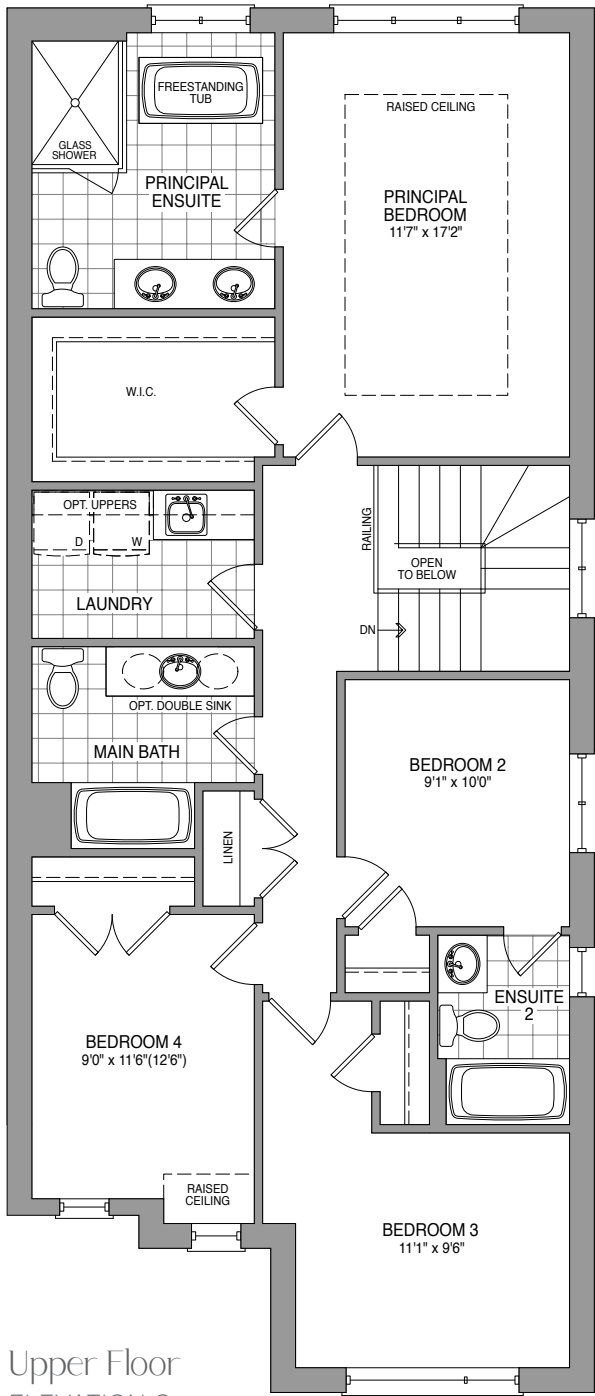 FREESTANDING
TUB
GLASS
SHOWER
PRINCIPAL
ENSUITE
RAISED CEILING
PRINCIPAL
BEDROOM
11'7" x 17'2"
W.I.C.
OPT. UPPERS
D
W
LAUNDRY
RAILING
OPEN
TO BELOW
DN
OPT. DOUBLE SINK
MAIN BATH
BEDROOM 2
9'1" x 10'0"
LINEN
ENSUITE
2
BEDROOM 4
9'0" x 11'6"(12'6")
RAISED
CEILING
BEDROOM 3
11'1" x 9'6"
Upper Floor
ELEVATION